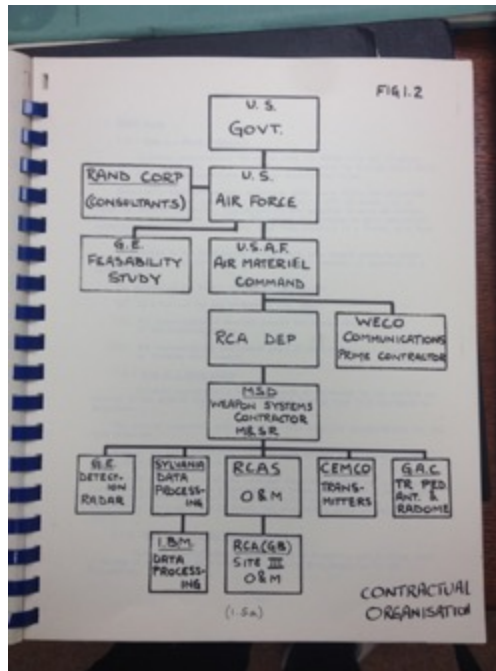 FIG 1.2
U.S.
GOVT.
RAND CORP
(CONSULTANTS)
U.S.
AIR FORCE
G.E.
FEASABILITY
STUDY
U.S.A.F.
AIR MATERIEL
COMMAND
RCA DEP
WECO
COMMUNICATIONS
PRIME CONTRACTOR
M.S.D
WEAPON SYSTEMS
CONTRACTOR
M&SR
G.E.
DETECT-
ION
RADAR
SYLVANIA
DATA
PROCESS-
ING
RCAS
O&M
CEMCO
TRANS-
MITTERS
G.A.C
TR PED
ANT. &
RADOME
I.B.M.
DATA
PROCESS-
ING
RCA(GB)
SITE III
O&M
(1.5a)
CONTRACTUAL
ORGANISATION